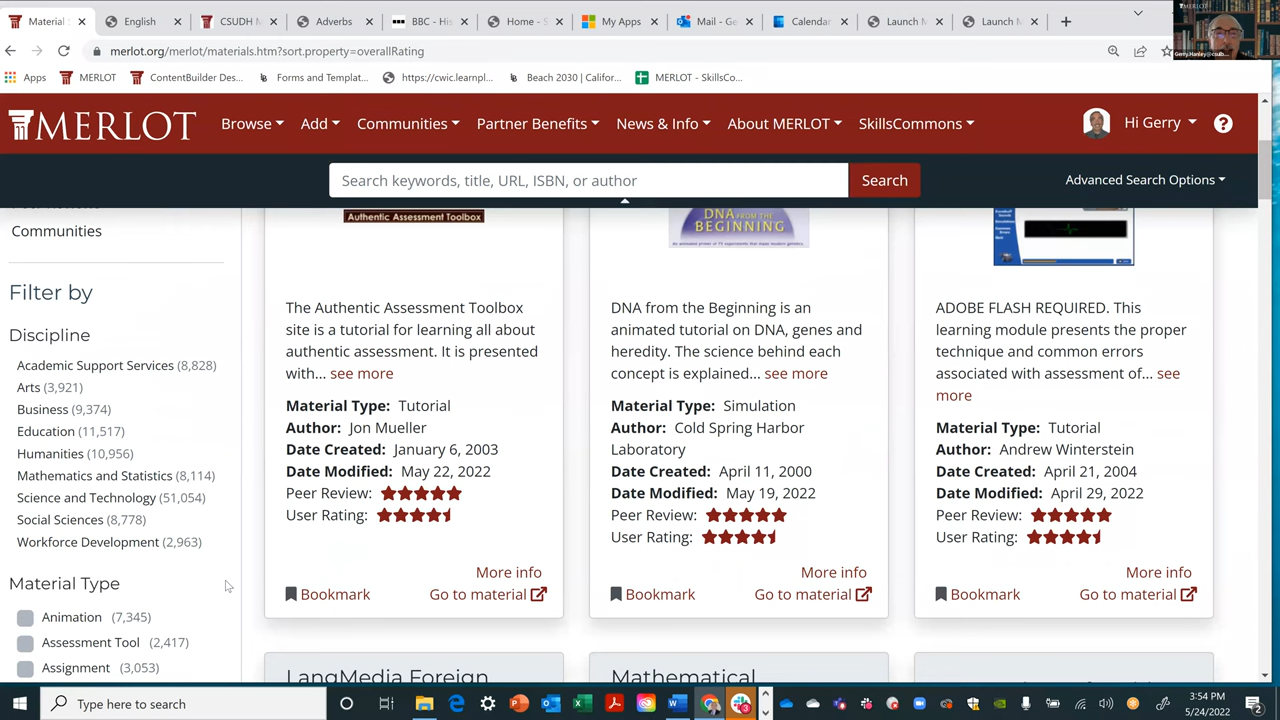 Material
English
CSUDH
Adverbs
BBC - His
Home -
My Apps
Mail - Ge
Calendar
Launch M
Launch M
merlot.org/merlot/materials.htm?sort.property=overallRating
Apps
MERLOT
ContentBuilder Des...
Forms and Templat...
https://cwic.learnpl...
Beach 2030 | Califor...
MERLOT - SkillsCo...
MERLOT
Browse
Add
Communities
Partner Benefits
News & Info
About MERLOT
SkillsCommons
Hi Gerry
?
Search keywords, title, URL, ISBN, or author
Search
Advanced Search Options
Communities
Filter by
Discipline
Academic Support Services (8,828)
Arts (3,921)
Business (9,374)
Education (11,517)
Humanities (10,956)
Mathematics and Statistics (8,114)
Science and Technology (51,054)
Social Sciences (8,778)
Workforce Development (2,963)
Material Type
Animation (7,345)
Assessment Tool (2,417)
Assignment (3,053)
Authentic Assessment Toolbox
The Authentic Assessment Toolbox
site is a tutorial for learning all about
authentic assessment. It is presented
with... see more
Material Type: Tutorial
Author: Jon Mueller
Date Created: January 6, 2003
Date Modified: May 22, 2022
Peer Review:
User Rating:
More info
Bookmark
Go to material
DNA FROM THE
BEGINNING
An animated primer of 75 experiments that made modern genetics.
DNA from the Beginning is an
animated tutorial on DNA, genes and
heredity. The science behind each
concept is explained... see more
Material Type: Simulation
Author: Cold Spring Harbor
Laboratory
Date Created: April 11, 2000
Date Modified: May 19, 2022
Peer Review:
User Rating:
More info
Bookmark
Go to material
ADOBE FLASH REQUIRED. This
learning module presents the proper
technique and common errors
associated with assessment of... see
more
Material Type: Tutorial
Author: Andrew Winterstein
Date Created: April 21, 2004
Date Modified: April 29, 2022
Peer Review:
User Rating:
More info
Bookmark
Go to material
LangMedia Foreign
Mathematical
Type here to search
3:54 PM
5/24/2022
2